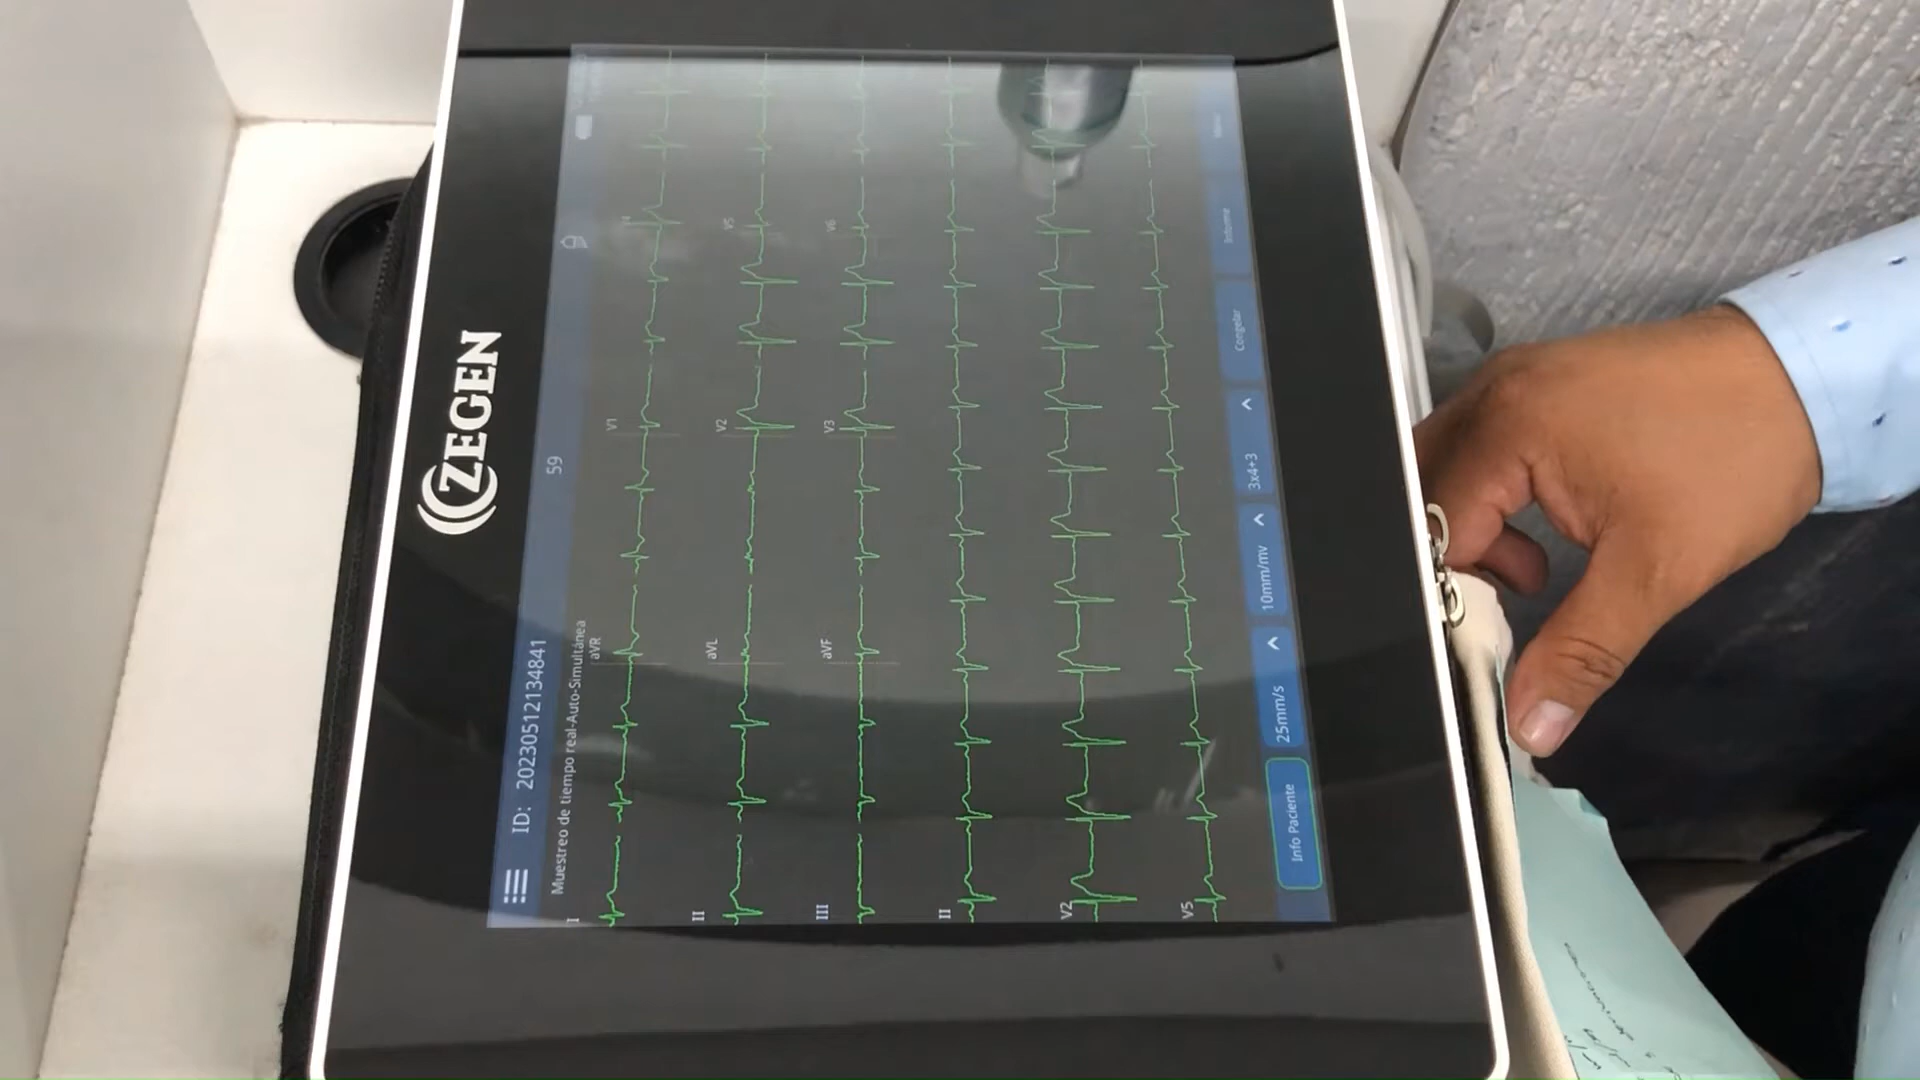 ZEGEN
ID: 20230512134841
59
Muestreo de tiempo real-Auto-Simultánea
I
aVR
V1
V4
II
aVL
V2
V5
III
aVF
V3
V6
II
V2
V5
Info Paciente
25mm/s
10mm/mv
3x4+3
Congelar
Informe